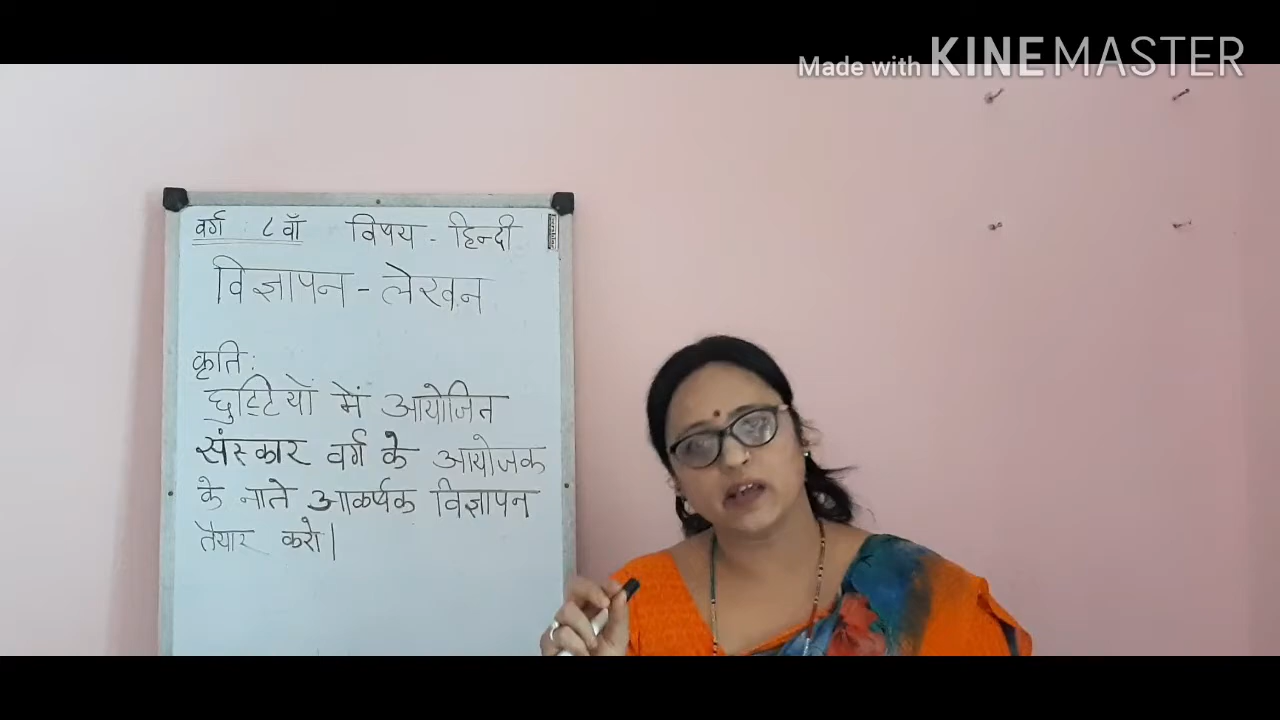 Made with KINEMASTER
वर्ग : ८ वाॅं विषय - हिन्दी
विज्ञापन - लेखन
कृति:
छुट्टियों में आयोजित
संस्कार वर्ग के आयोजक
के नाते आकर्षक विज्ञापन
तैयार करो।